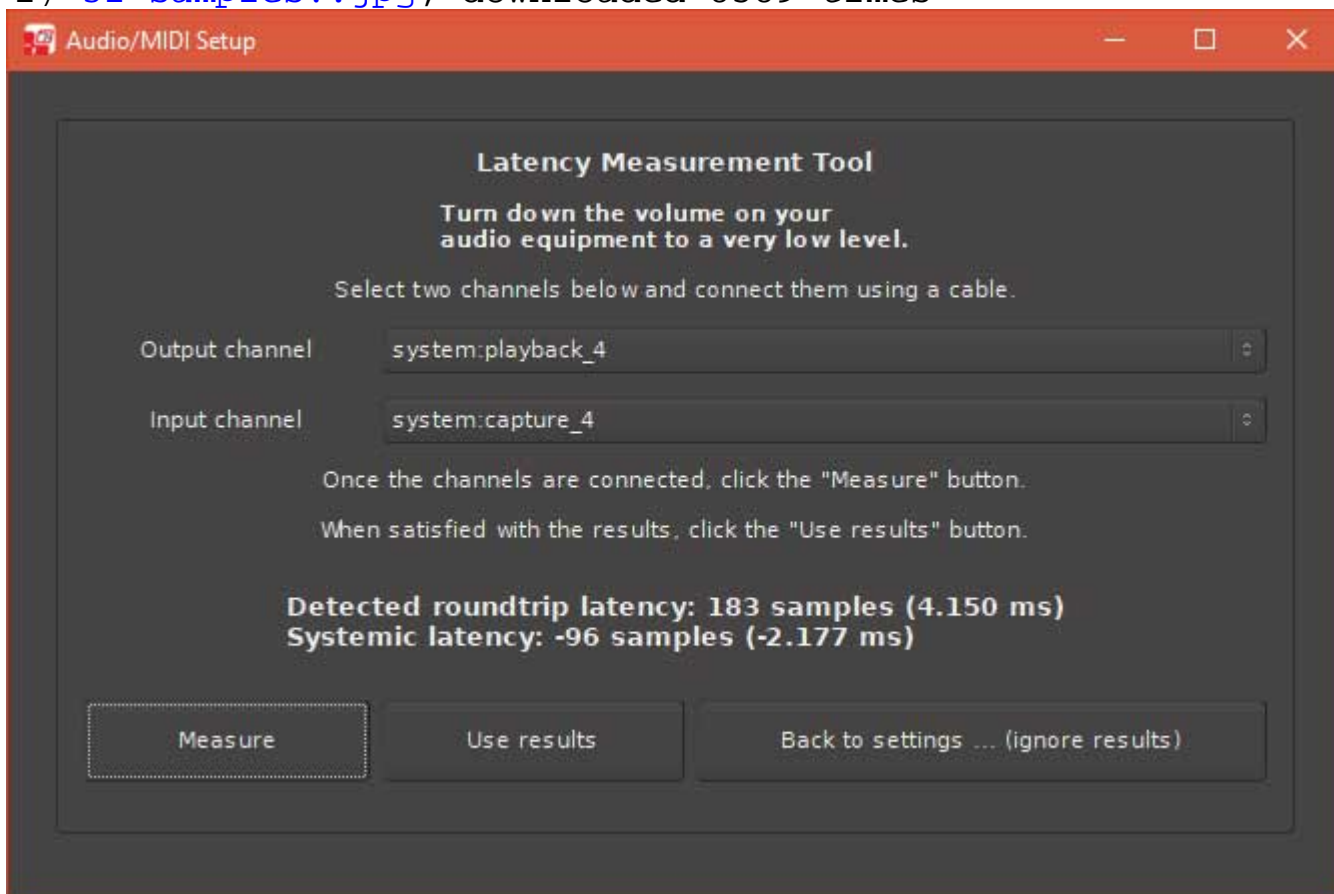 Audio/MIDI Setup
Latency Measurement Tool
Turn down the volume on your
audio equipment to a very low level.
Select two channels below and connect them using a cable.
Output channel system:playback_4
Input channel system:capture_4
Once the channels are connected, click the "Measure" button.
When satisfied with the results, click the "Use results" button.
Detected roundtrip latency: 183 samples (4.150 ms)
Systemic latency: -96 samples (-2.177 ms)
Measure Use results Back to settings ... (ignore results)